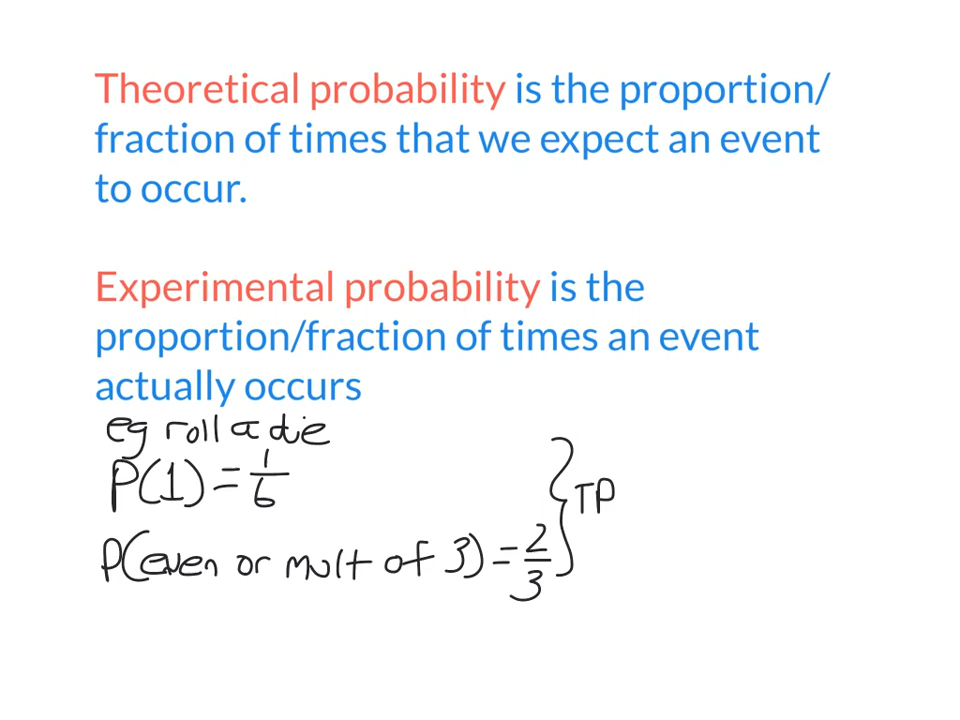 Theoretical probability is the proportion/
fraction of times that we expect an event
to occur.
Experimental probability is the
proportion/fraction of times an event
actually occurs
eg roll a die
P(1) = 1/6
P(even or mult of 3) = 2/3
TP